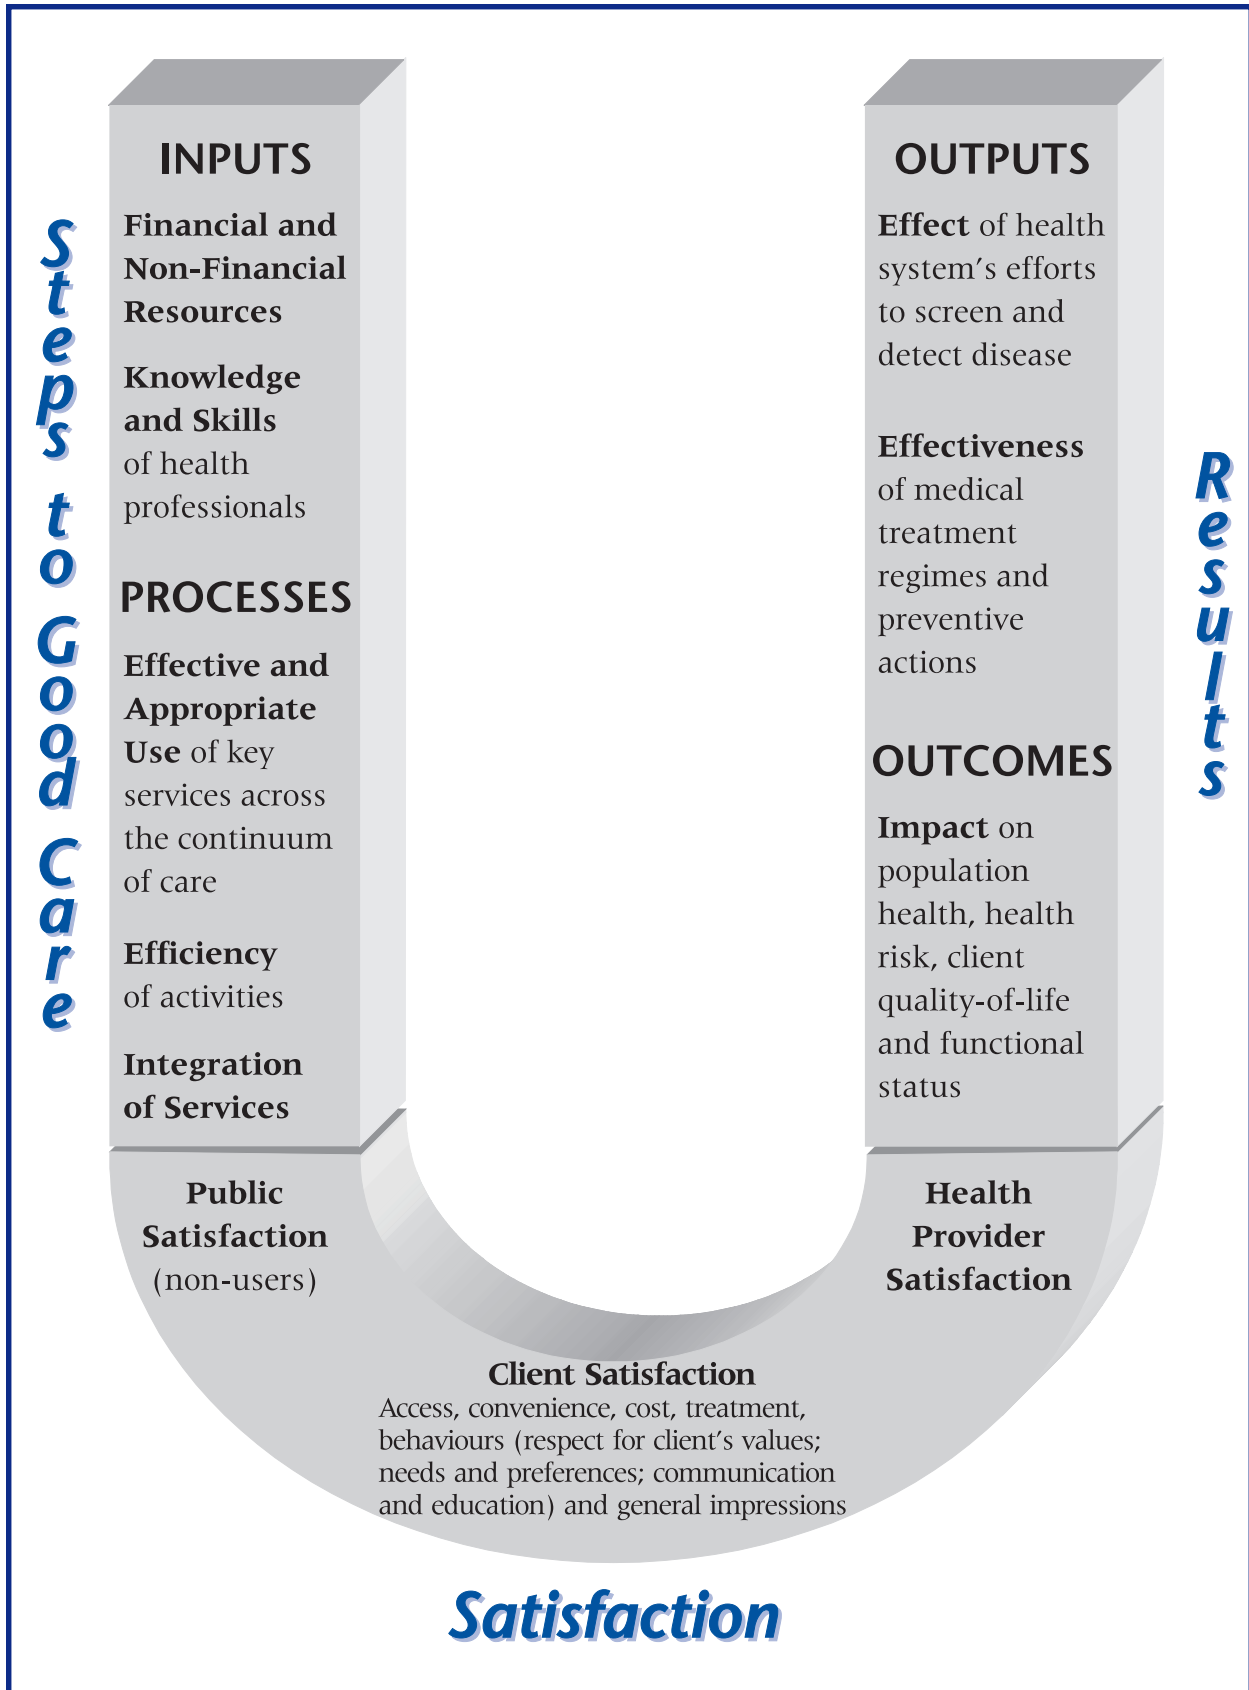 Steps to Good Care
INPUTS
Financial and
Non-Financial
Resources
Knowledge
and Skills
of health
professionals
PROCESSES
Effective and
Appropriate
Use of key
services across
the continuum
of care
Efficiency
of activities
Integration
of Services
OUTPUTS
Effect of health
system's efforts
to screen and
detect disease
Effectiveness
of medical
treatment
regimes and
preventive
actions
OUTCOMES
Impact on
population
health, health
risk, client
quality-of-life
and functional
status
Results
Public
Satisfaction
(non-users)
Health
Provider
Satisfaction
Client Satisfaction
Access, convenience, cost, treatment,
behaviours (respect for client's values;
needs and preferences; communication
and education) and general impressions
Satisfaction